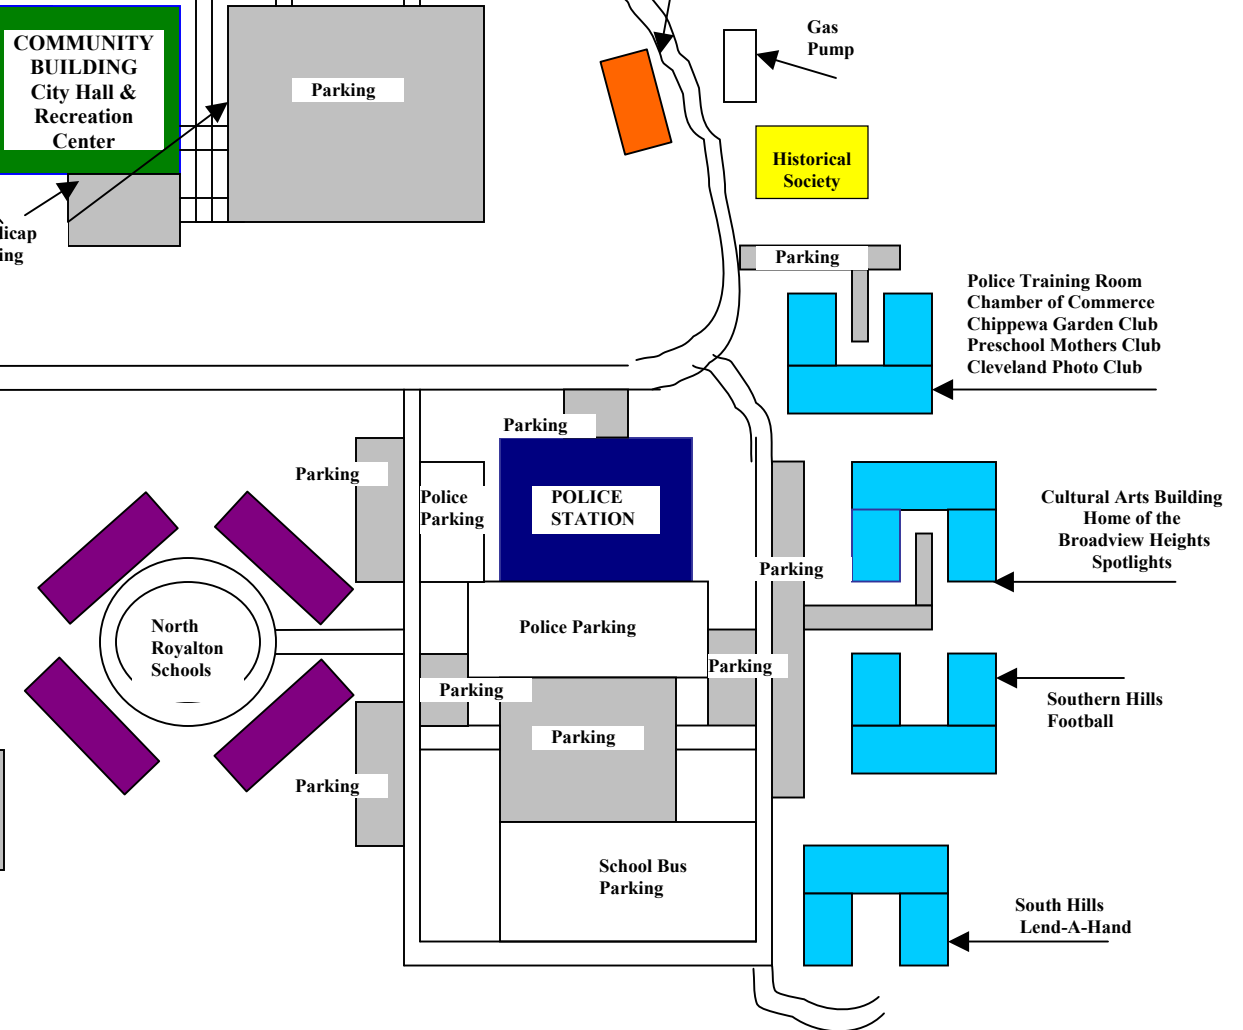 COMMUNITY
BUILDING
City Hall &
Recreation
Center
Parking
Gas
Pump
Historical
Society
Parking
Police Training Room
Chamber of Commerce
Chippewa Garden Club
Preschool Mothers Club
Cleveland Photo Club
Parking
Parking
Police
Parking
POLICE
STATION
Cultural Arts Building
Home of the
Broadview Heights
Spotlights
Parking
North
Royalton
Schools
Police Parking
Parking
Parking
Southern Hills
Football
Parking
Parking
School Bus
Parking
South Hills
Lend-A-Hand